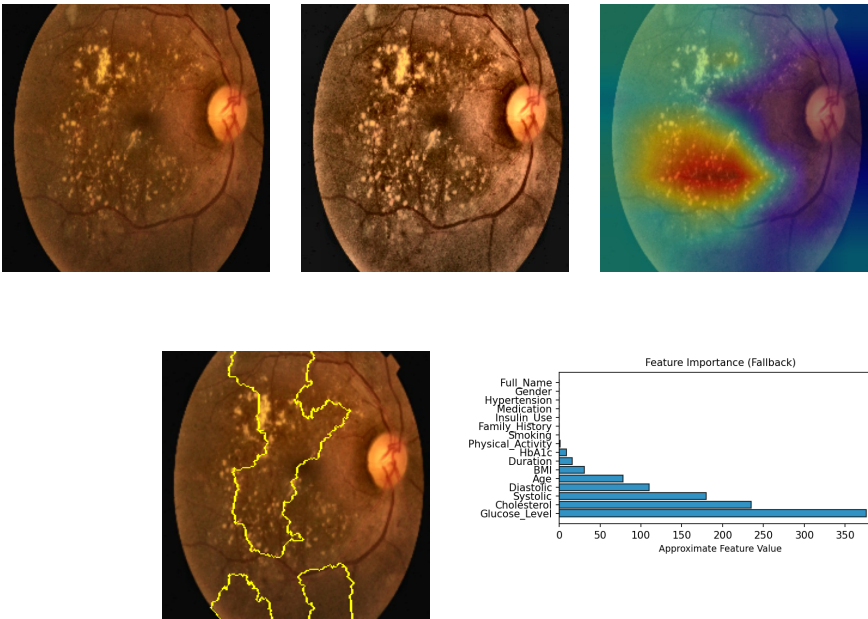 Feature Importance (Fallback)
Full_Name
Gender
Hypertension
Medication
Insulin_Use
Family_History
Smoking
Physical_Activity
HbA1c
Duration
BMI
Age
Diastolic
Systolic
Cholesterol
Glucose_Level
0 50 100 150 200 250 300 350
Approximate Feature Value